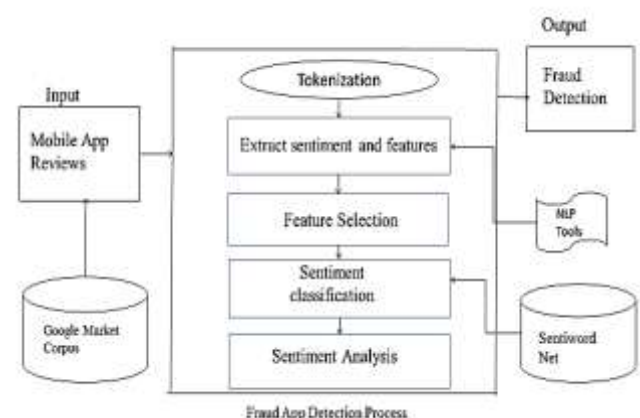 Output
Input
Mobile App
Reviews
Google Market
Corpus
Tokenization
Extract sentiment and features
Feature Selection
Sentiment
classification
Sentiment Analysis
Fraud
Detection
NLP
Tools
Sentiword
Net
Fraud App Detection Process